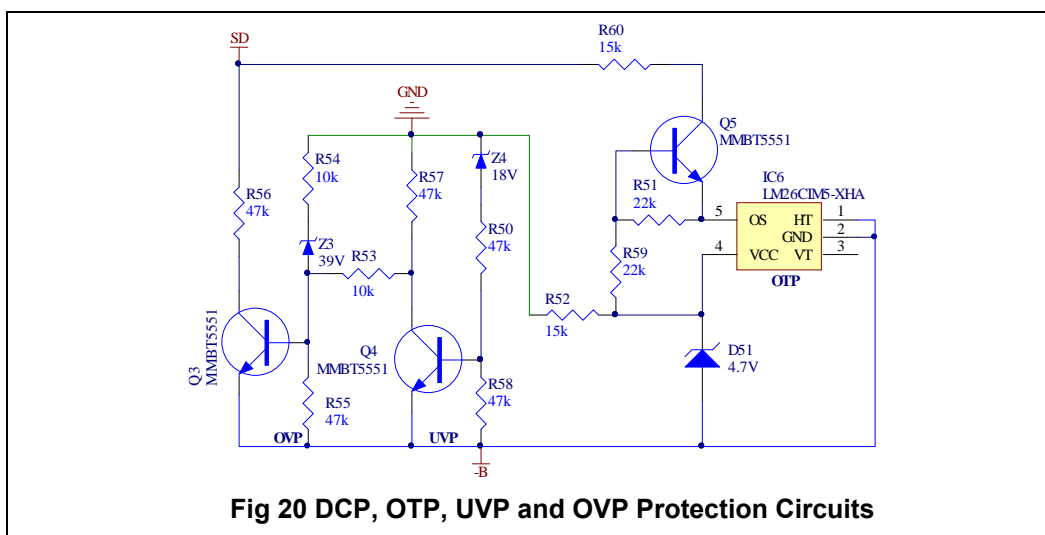 SD
R60
15k
GND
Q5
MMBT5551
R54
10k
R57
47k
Z4
18V
IC6
LM26CIM5-XHA
R56
47k
R51
22k
5
OS
HT
1
GND
2
4
VCC
VT
3
OTP
Z3
39V
R53
10k
R50
47k
R59
22k
R52
15k
Q3
MMBT5551
Q4
MMBT5551
D51
4.7V
R55
47k
R58
47k
OVP
UVP
-B
Fig 20 DCP, OTP, UVP and OVP Protection Circuits